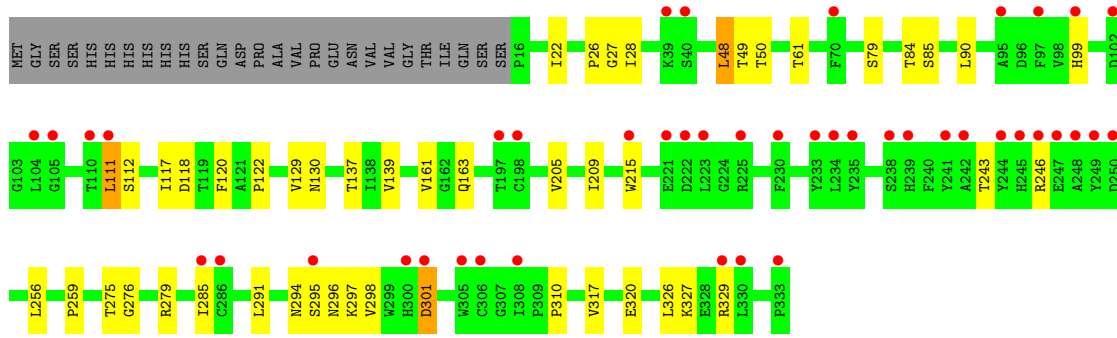 MET GLY SER SER HIS HIS HIS HIS HIS HIS SER GLN ASP PRO ALA VAL PRO GLU ASN VAL VAL GLY THR ILE GLN SER SER P16 I22 P26 G27 I28 K39 S40 L48 T49 T50 T61 F70 S79 T84 S85 L90 A95 D96 F97 V98 H99 D102
G103 L104 G105 T110 L111 S112 I117 D118 T119 F120 A121 P122 V129 N130 T137 I138 V139 V161 G162 Q163 T197 C198 V205 I209 W215 E221 D222 L223 G224 R225 F230 Y233 L234 Y235 S238 H239 F240 Y241 A242 T243 Y244 H245 R246 E247 A248 Y249 D250
L256 P259 T275 G276 R279 I285 C286 L291 N294 S295 N296 K297 V298 W299 H300 D301 W305 C306 G307 I308 P309 P310 V317 E320 L326 K327 E328 R329 L330 P333